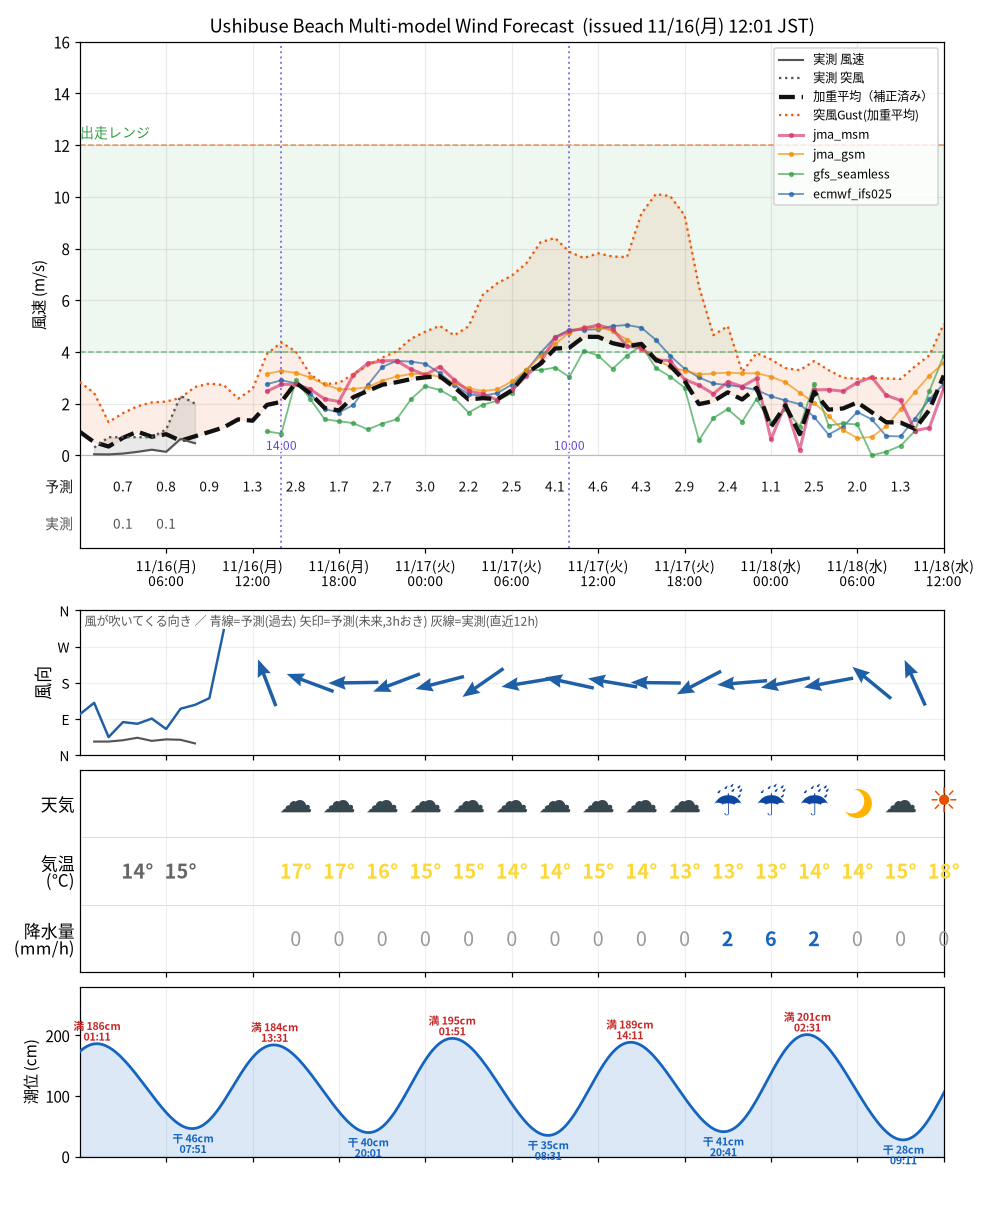 Ushibuse Beach Multi-model Wind Forecast (issued 11/16(月) 12:01 JST)
風速 (m/s)
16
14
12
10
8
6
4
2
0
出走レンジ
実測 風速
実測 突風
加重平均（補正済み）
突風Gust(加重平均)
jma_msm
jma_gsm
gfs_seamless
ecmwf_ifs025
14:00
10:00
予測 0.7 0.8 0.9 1.3 2.8 1.7 2.7 3.0 2.2 2.5 4.1 4.6 4.3 2.9 2.4 1.1 2.5 2.0 1.3
実測 0.1 0.1
11/16(月) 11/16(月) 11/16(月) 11/17(火) 11/17(火) 11/17(火) 11/17(火) 11/18(水) 11/18(水) 11/18(水)
06:00 12:00 18:00 00:00 06:00 12:00 18:00 00:00 06:00 12:00
風向
N
W
S
E
N
風が吹いてくる向き ／ 青線=予測(過去) 矢印=予測(未来,3hおき) 灰線=実測(直近12h)
天気
気温
(°C)
14° 15° 17° 17° 16° 15° 15° 14° 14° 15° 14° 13° 13° 13° 14° 14° 15° 18°
降水量
(mm/h)
0 0 0 0 0 0 0 0 0 0 2 6 2 0 0 0
潮位 (cm)
200
100
0
満 186cm
01:11
満 184cm
13:31
満 195cm
01:51
満 189cm
14:11
満 201cm
02:31
干 46cm
07:51
干 40cm
20:01
干 35cm
08:31
干 41cm
20:41
干 28cm
09:11